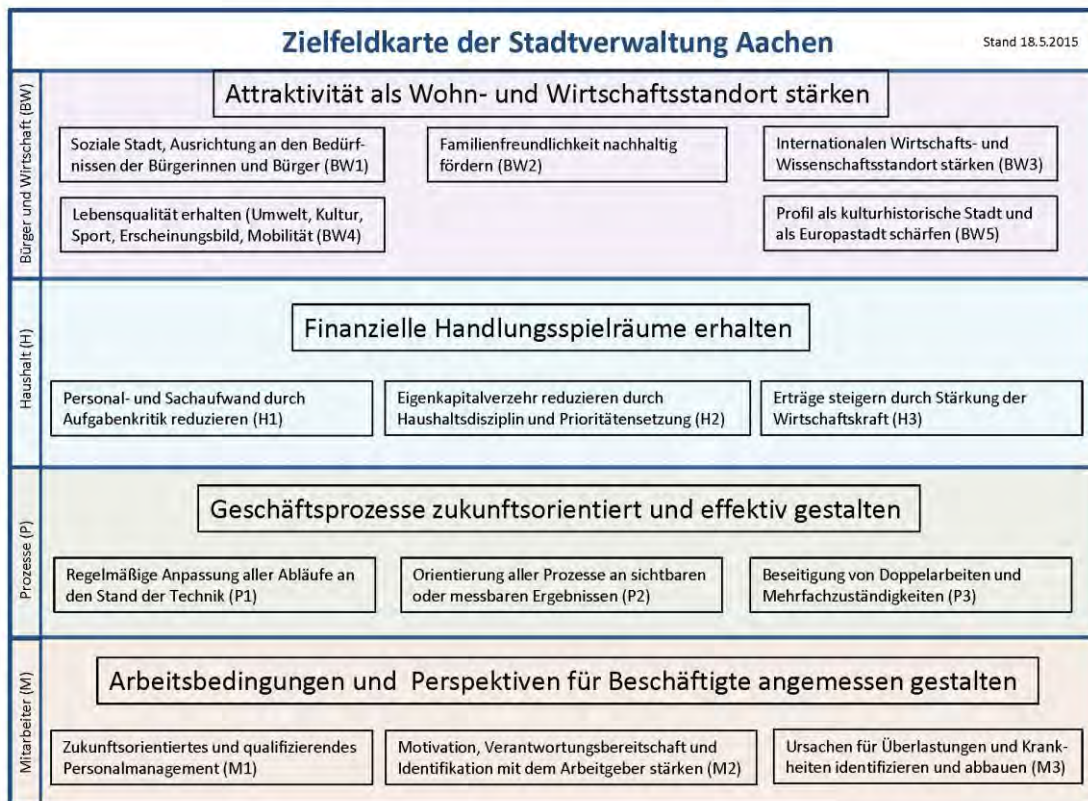 Zielfeldkarte der Stadtverwaltung Aachen
Stand 18.5.2015
Bürger und Wirtschaft (BW)
Attraktivität als Wohn- und Wirtschaftsstandort stärken
Soziale Stadt, Ausrichtung an den Bedürf-
nissen der Bürgerinnen und Bürger (BW1)
Familienfreundlichkeit nachhaltig
fördern (BW2)
Internationalen Wirtschafts- und
Wissenschaftsstandort stärken (BW3)
Lebensqualität erhalten (Umwelt, Kultur,
Sport, Erscheinungsbild, Mobilität (BW4)
Profil als kulturhistorische Stadt und
als Europastadt schärfen (BW5)
Haushalt (H)
Finanzielle Handlungsspielräume erhalten
Personal- und Sachaufwand durch
Aufgabenkritik reduzieren (H1)
Eigenkapitalverzehr reduzieren durch
Haushaltsdisziplin und Prioritätensetzung (H2)
Erträge steigern durch Stärkung der
Wirtschaftskraft (H3)
Prozesse (P)
Geschäftsprozesse zukunftsorientiert und effektiv gestalten
Regelmäßige Anpassung aller Abläufe an
den Stand der Technik (P1)
Orientierung aller Prozesse an sichtbaren
oder messbaren Ergebnissen (P2)
Beseitigung von Doppelarbeiten und
Mehrfachzuständigkeiten (P3)
Mitarbeiter (M)
Arbeitsbedingungen und Perspektiven für Beschäftigte angemessen gestalten
Zukunftsorientiertes und qualifizierendes
Personalmanagement (M1)
Motivation, Verantwortungsbereitschaft und
Identifikation mit dem Arbeitgeber stärken (M2)
Ursachen für Überlastungen und Krank-
heiten identifizieren und abbauen (M3)